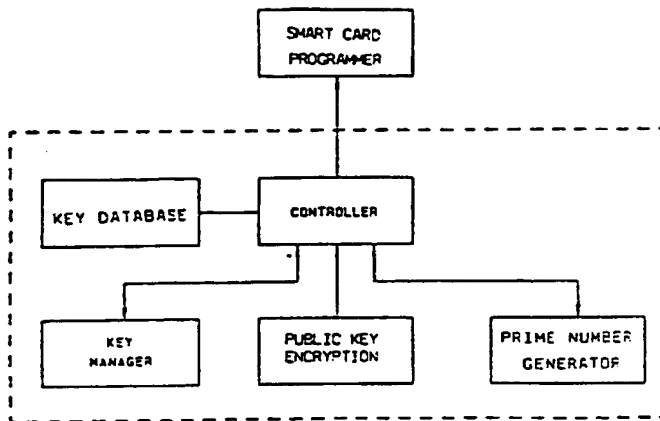 SMART CARD
PROGRAMMER
KEY DATABASE
CONTROLLER
KEY
MANAGER
PUBLIC KEY
ENCRYPTION
PRIME NUMBER
GENERATOR